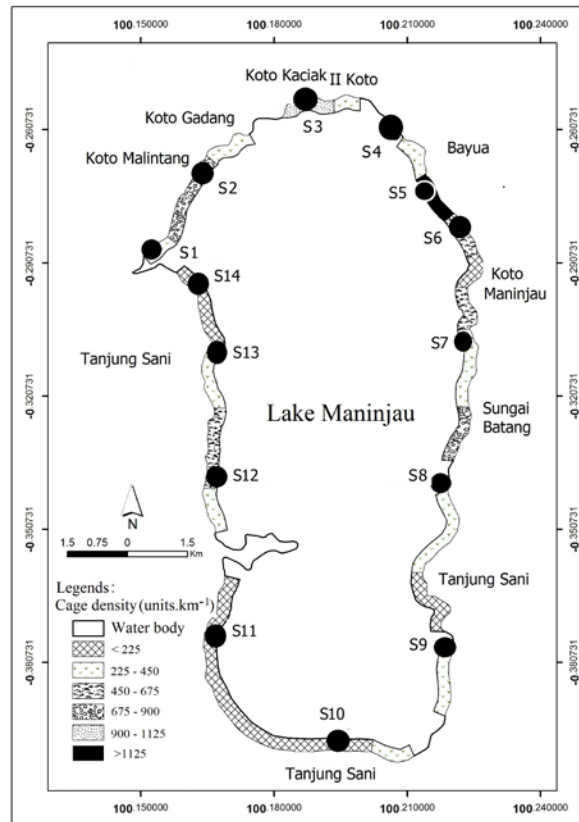 100.150000
100.180000
100.210000
100.240000
Koto Kaciak
II Koto
Koto Gadang
S3
-0.260731
-0.260731
S4
Bayua
Koto Malintang
S2
S5
S6
S1
-0.290731
-0.290731
S14
Koto
Maninjau
S13
S7
Tanjung Sani
-0.320731
-0.320731
Lake Maninjau
Sungai
Batang
S12
S8
N
-0.350731
-0.350731
1.5 0.75 0 1.5
Km
Tanjung Sani
Legends :
Cage density (units.km-1)
Water body
< 225
225 - 450
450 - 675
675 - 900
900 - 1125
>1125
S11
S9
-0.380731
-0.380731
S10
Tanjung Sani
100.150000
100.180000
100.210000
100.240000